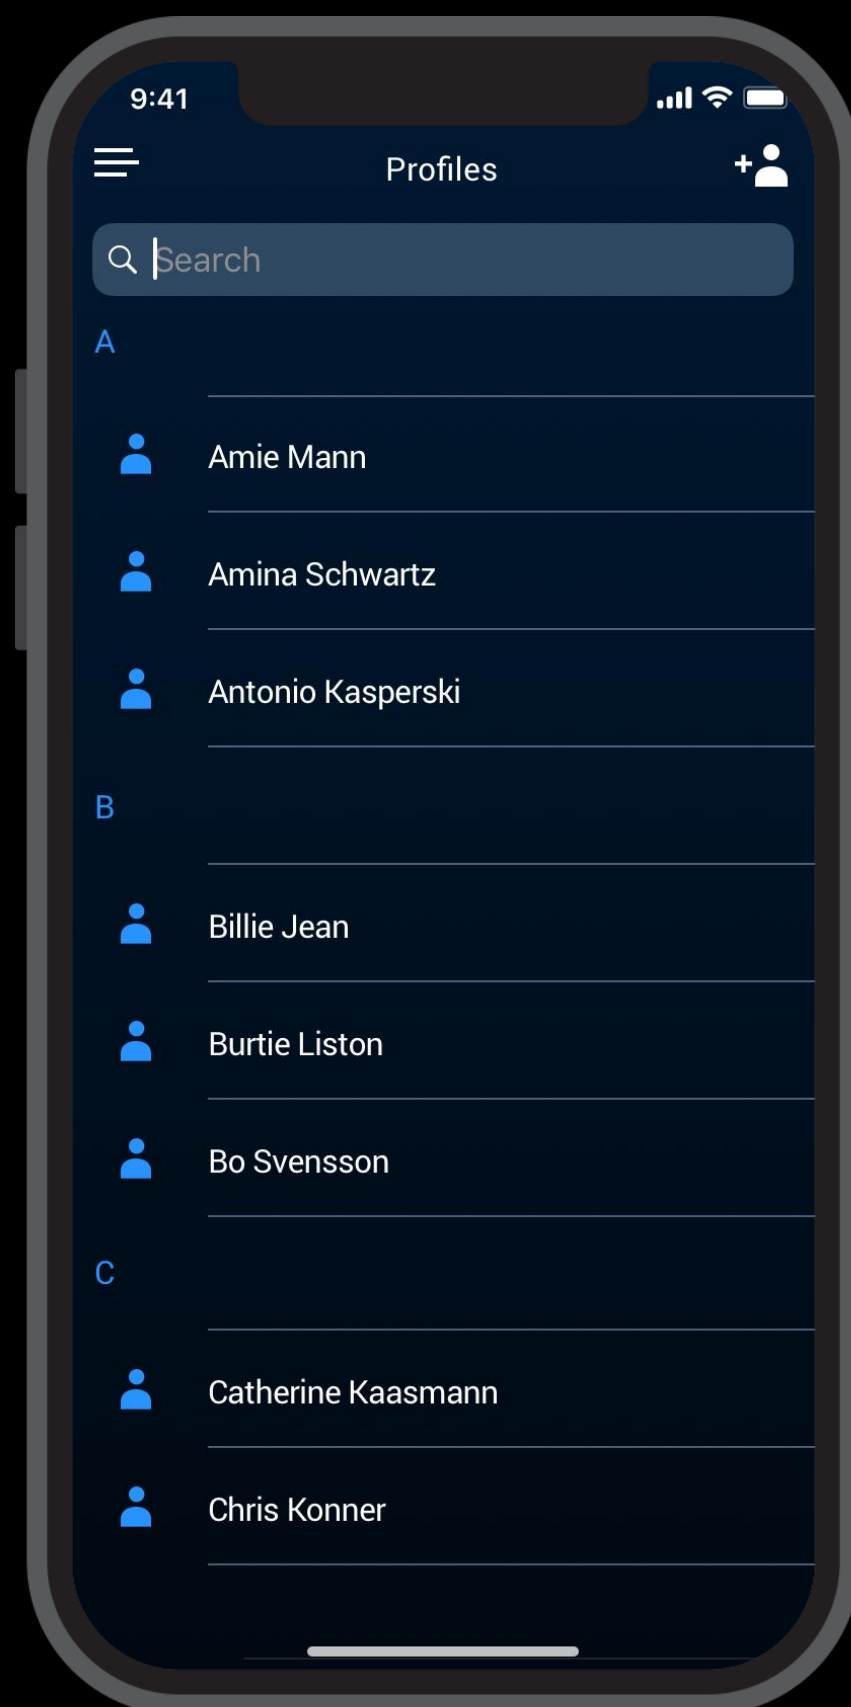 9:41
Profiles
Search
A
Amie Mann
Amina Schwartz
Antonio Kasperski
B
Billie Jean
Burtie Liston
Bo Svensson
C
Catherine Kaasmann
Chris Konner